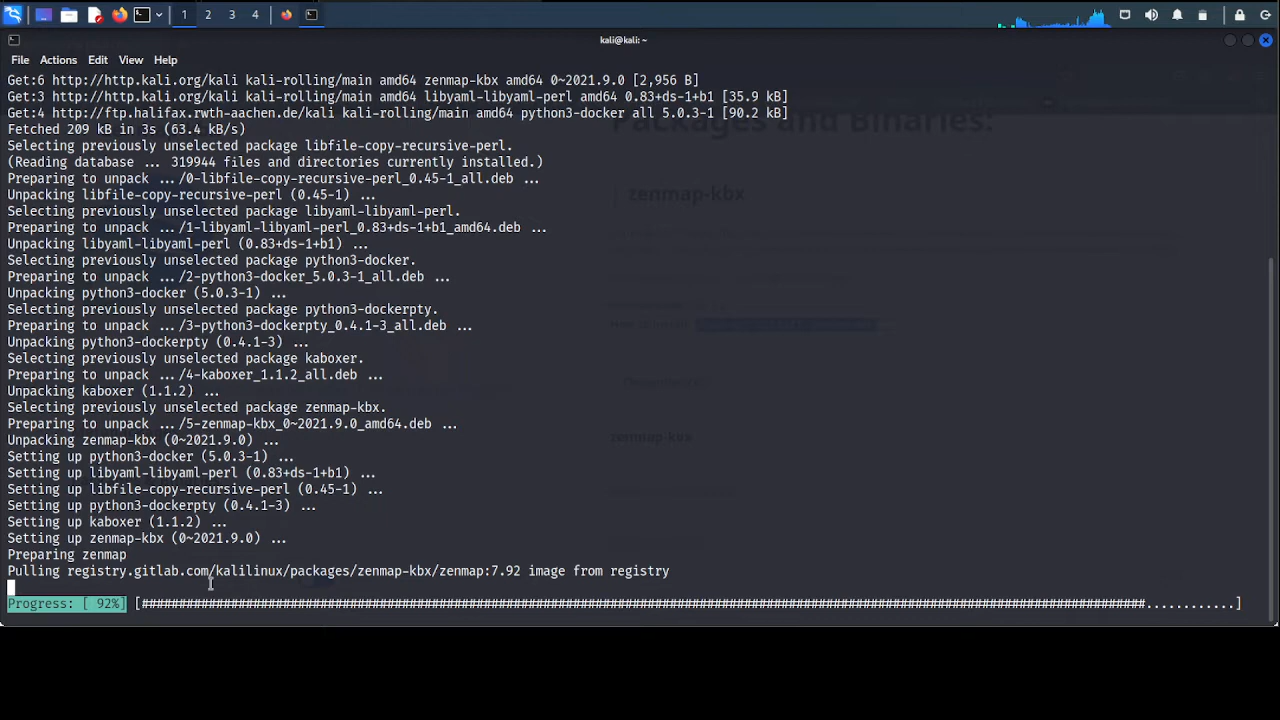 1 2 3 4
kali@kali: ~
File Actions Edit View Help
Get:6 http://http.kali.org/kali kali-rolling/main amd64 zenmap-kbx amd64 0~2021.9.0 [2,956 B]
Get:3 http://http.kali.org/kali kali-rolling/main amd64 libyaml-libyaml-perl amd64 0.83+ds-1+b1 [35.9 kB]
Get:4 http://ftp.halifax.rwth-aachen.de/kali kali-rolling/main amd64 python3-docker all 5.0.3-1 [90.2 kB]
Packages and Binaries:
Fetched 209 kB in 3s (63.4 kB/s)
Selecting previously unselected package libfile-copy-recursive-perl.
(Reading database ... 319944 files and directories currently installed.)
Preparing to unpack .../0-libfile-copy-recursive-perl_0.45-1_all.deb ...
Unpacking libfile-copy-recursive-perl (0.45-1) ...
zenmap-kbx
Selecting previously unselected package libyaml-libyaml-perl.
Preparing to unpack .../1-libyaml-libyaml-perl_0.83+ds-1+b1_amd64.deb ...
Unpacking libyaml-libyaml-perl (0.83+ds-1+b1) ...
Selecting previously unselected package python3-docker.
Preparing to unpack .../2-python3-docker_5.0.3-1_all.deb ...
Unpacking python3-docker (5.0.3-1) ...
Selecting previously unselected package python3-dockerpty.
Preparing to unpack .../3-python3-dockerpty_0.4.1-3_all.deb ...
Unpacking python3-dockerpty (0.4.1-3) ...
Selecting previously unselected package kaboxer.
Preparing to unpack .../4-kaboxer_1.1.2_all.deb ...
Unpacking kaboxer (1.1.2) ...
Selecting previously unselected package zenmap-kbx.
Preparing to unpack .../5-zenmap-kbx_0~2021.9.0_amd64.deb ...
Unpacking zenmap-kbx (0~2021.9.0) ...
zenmap-kbx
Setting up python3-docker (5.0.3-1) ...
Setting up libyaml-libyaml-perl (0.83+ds-1+b1) ...
Setting up libfile-copy-recursive-perl (0.45-1) ...
Setting up python3-dockerpty (0.4.1-3) ...
Setting up kaboxer (1.1.2) ...
Setting up zenmap-kbx (0~2021.9.0) ...
Preparing zenmap
Pulling registry.gitlab.com/kalilinux/packages/zenmap-kbx/zenmap:7.92 image from registry
Progress: [ 92%]